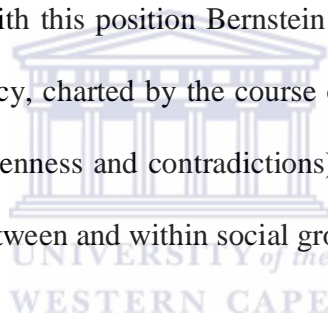 ith this position Bernstein
cy, charted by the course
enness and contradictions)
tween and within social gro
UNIVERSITY of the
WESTERN CAPE